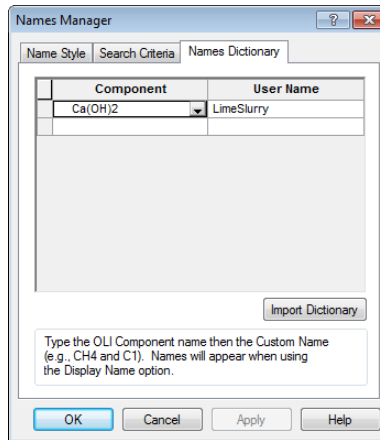 Names Manager
Name Style Search Criteria Names Dictionary
Component User Name
Ca(OH)2 LimeSlurry
Import Dictionary
Type the OLI Component name then the Custom Name
(e.g., CH4 and C1). Names will appear when using
the Display Name option.
OK Cancel Apply Help